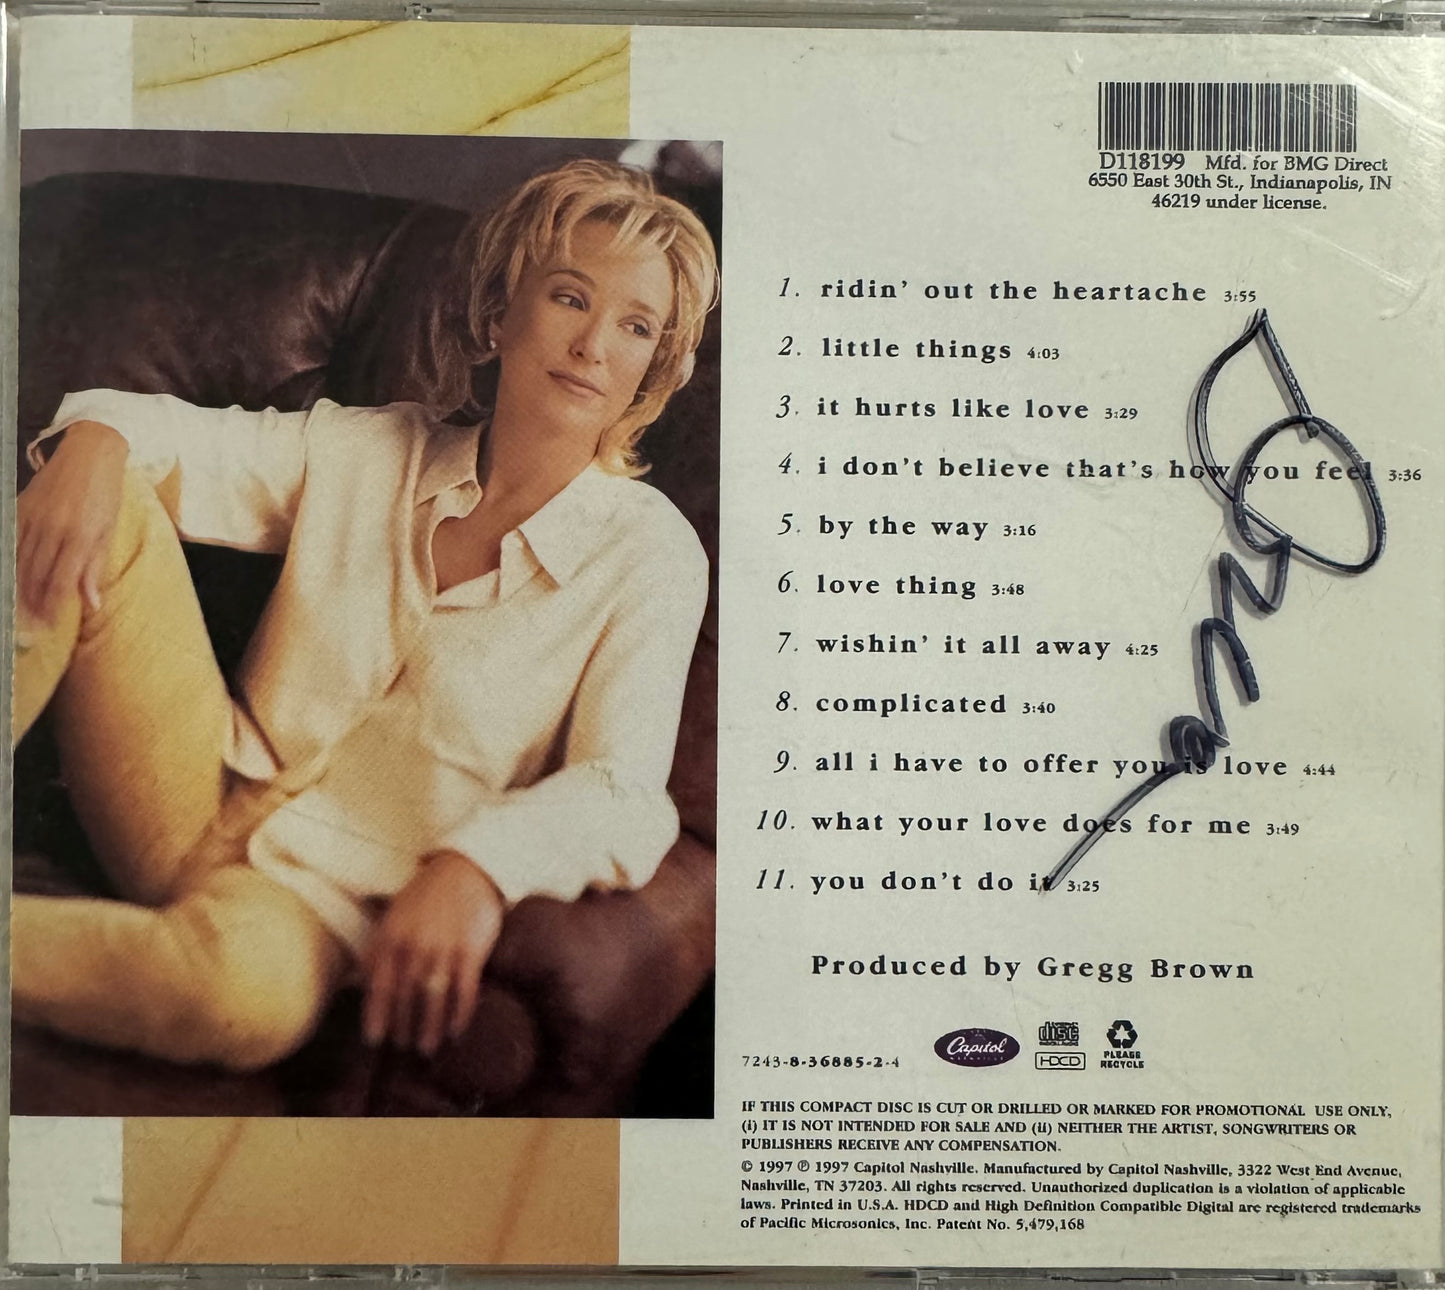 D118199 Mfd. for BMG Direct
6550 East 30th St., Indianapolis, IN
46219 under license.
1. ridin' out the heartache 3:55
2. little things 4:03
3. it hurts like love 3:29
4. i don't believe that's how you feel 3:36
5. by the way 3:16
6. love thing 3:48
7. wishin' it all away 4:25
8. complicated 3:40
9. all i have to offer you is love 4:44
10. what your love does for me 3:49
11. you don't do it 3:25
Produced by Gregg Brown
7243-8-36885-2-4
Capitol
NASHVILLE
disc
HDCD
PLEASE
RECYCLE
IF THIS COMPACT DISC IS CUT OR DRILLED OR MARKED FOR PROMOTIONAL USE ONLY,
(i) IT IS NOT INTENDED FOR SALE AND (ii) NEITHER THE ARTIST, SONGWRITERS OR
PUBLISHERS RECEIVE ANY COMPENSATION.
© 1997 ℗ 1997 Capitol Nashville. Manufactured by Capitol Nashville, 3322 West End Avenue,
Nashville, TN 37203. All rights reserved. Unauthorized duplication is a violation of applicable
laws. Printed in U.S.A. HDCD and High Definition Compatible Digital are registered trademarks
of Pacific Microsonics, Inc. Patent No. 5,479,168